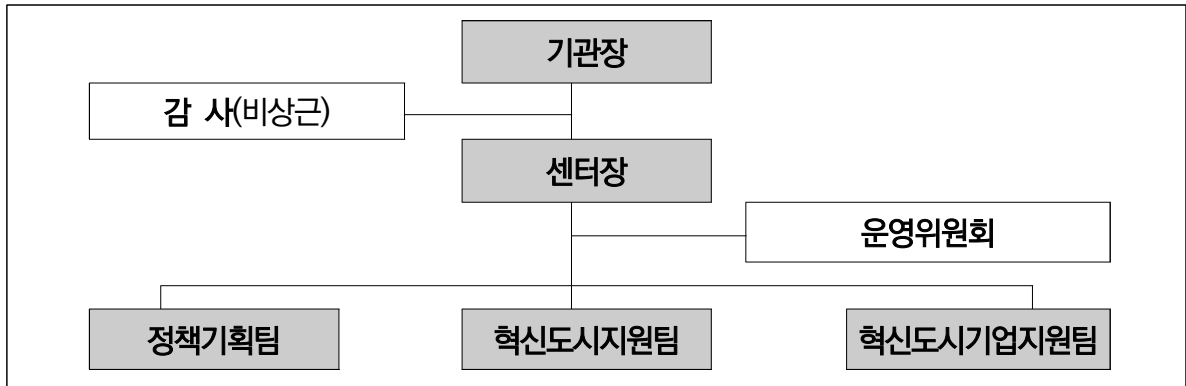 기관장
감 사(비상근)
센터장
운영위원회
정책기획팀
혁신도시지원팀
혁신도시기업지원팀